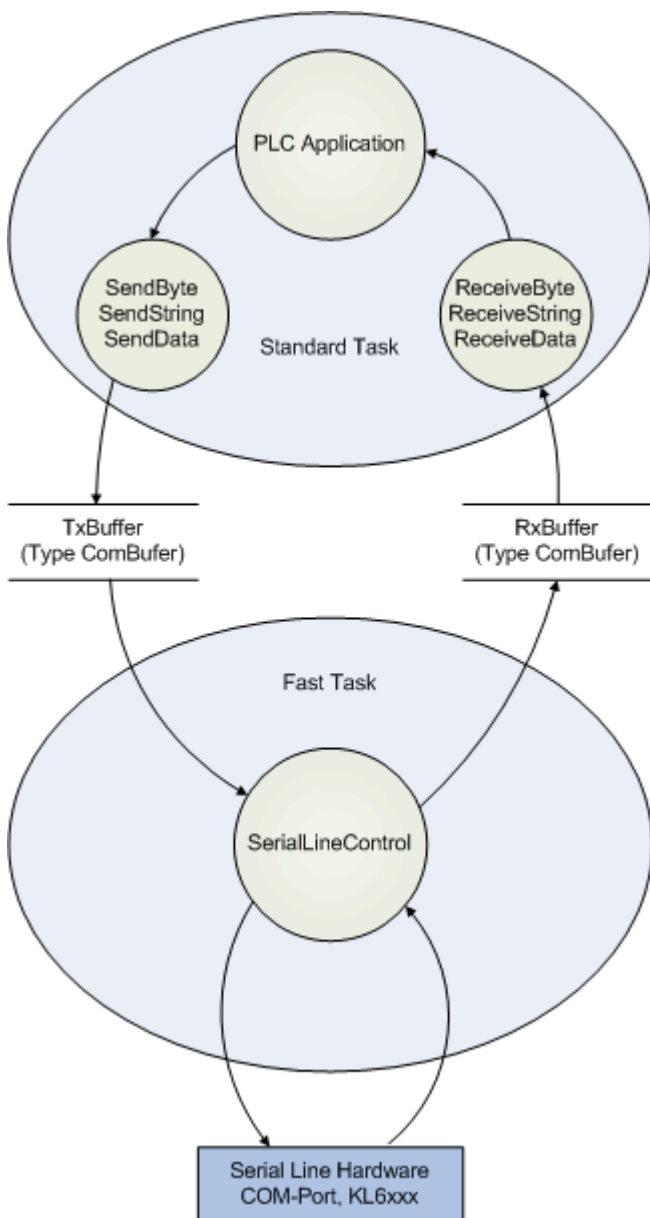 PLC Application
SendByte
SendString
SendData
ReceiveByte
ReceiveString
ReceiveData
Standard Task
TxBuffer
(Type ComBufer)
RxBuffer
(Type ComBufer)
Fast Task
SerialLineControl
Serial Line Hardware
COM-Port, KL6xxx